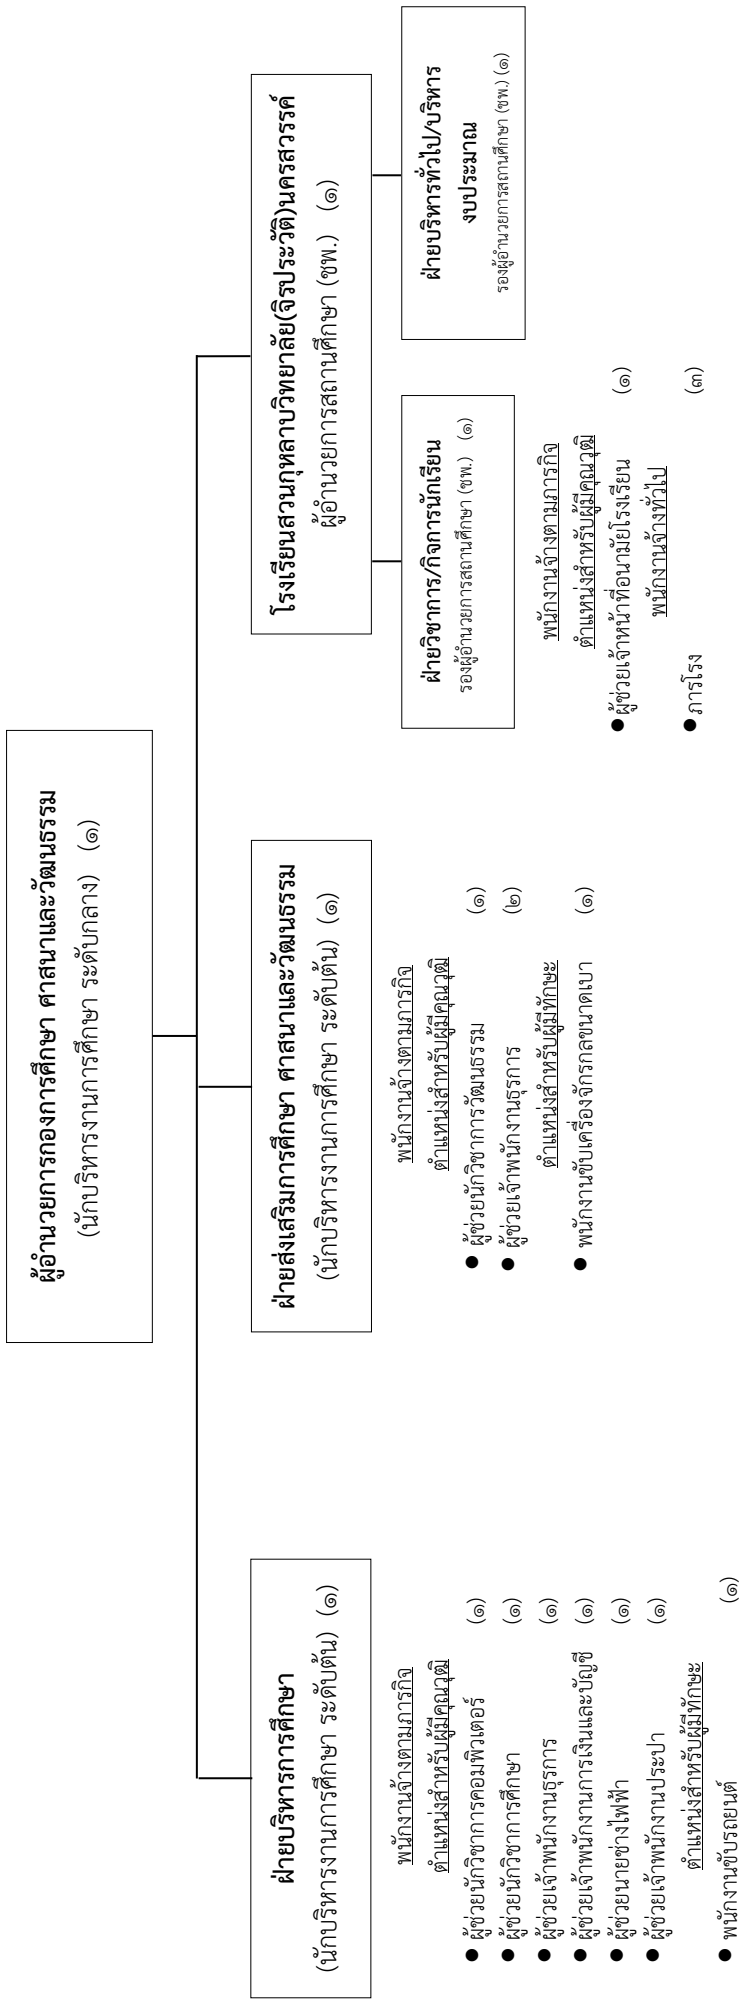 ผู้อำนวยการกองการศึกษา ศาสนาและวัฒนธรรม
(นักบริหารงานการศึกษา ระดับกลาง) (๑)
ฝ่ายบริหารการศึกษา
(นักบริหารงานการศึกษา ระดับต้น) (๑)
พนักงานจ้างตามภารกิจ
ตำแหน่งสำหรับผู้มีคุณวุฒิ
● ผู้ช่วยนักวิชาการคอมพิวเตอร์ (๑)
● ผู้ช่วยนักวิชาการศึกษา (๑)
● ผู้ช่วยเจ้าพนักงานธุรการ (๑)
● ผู้ช่วยเจ้าพนักงานการเงินและบัญชี (๑)
● ผู้ช่วยนายช่างไฟฟ้า (๑)
● ผู้ช่วยเจ้าพนักงานประปา (๑)
ตำแหน่งสำหรับผู้มีทักษะ
● พนักงานขับรถยนต์ (๑)
ฝ่ายส่งเสริมการศึกษา ศาสนาและวัฒนธรรม
(นักบริหารงานการศึกษา ระดับต้น) (๑)
พนักงานจ้างตามภารกิจ
ตำแหน่งสำหรับผู้มีคุณวุฒิ
● ผู้ช่วยนักวิชาการวัฒนธรรม (๑)
● ผู้ช่วยเจ้าพนักงานธุรการ (๒)
ตำแหน่งสำหรับผู้มีทักษะ
● พนักงานขับเครื่องจักรกลขนาดเบา (๑)
โรงเรียนสวนกุหลาบวิทยาลัย(จิรประวัติ)นครสวรรค์
ผู้อำนวยการสถานศึกษา (ชพ.) (๑)
ฝ่ายวิชาการ/กิจการนักเรียน
รองผู้อำนวยการสถานศึกษา (ชพ.) (๑)
พนักงานจ้างตามภารกิจ
ตำแหน่งสำหรับผู้มีคุณวุฒิ
● ผู้ช่วยเจ้าหน้าที่อนามัยโรงเรียน (๑)
พนักงานจ้างทั่วไป
● ภารโรง (๓)
ฝ่ายบริหารทั่วไป/บริหาร
งบประมาณ
รองผู้อำนวยการสถานศึกษา (ชพ.) (๑)